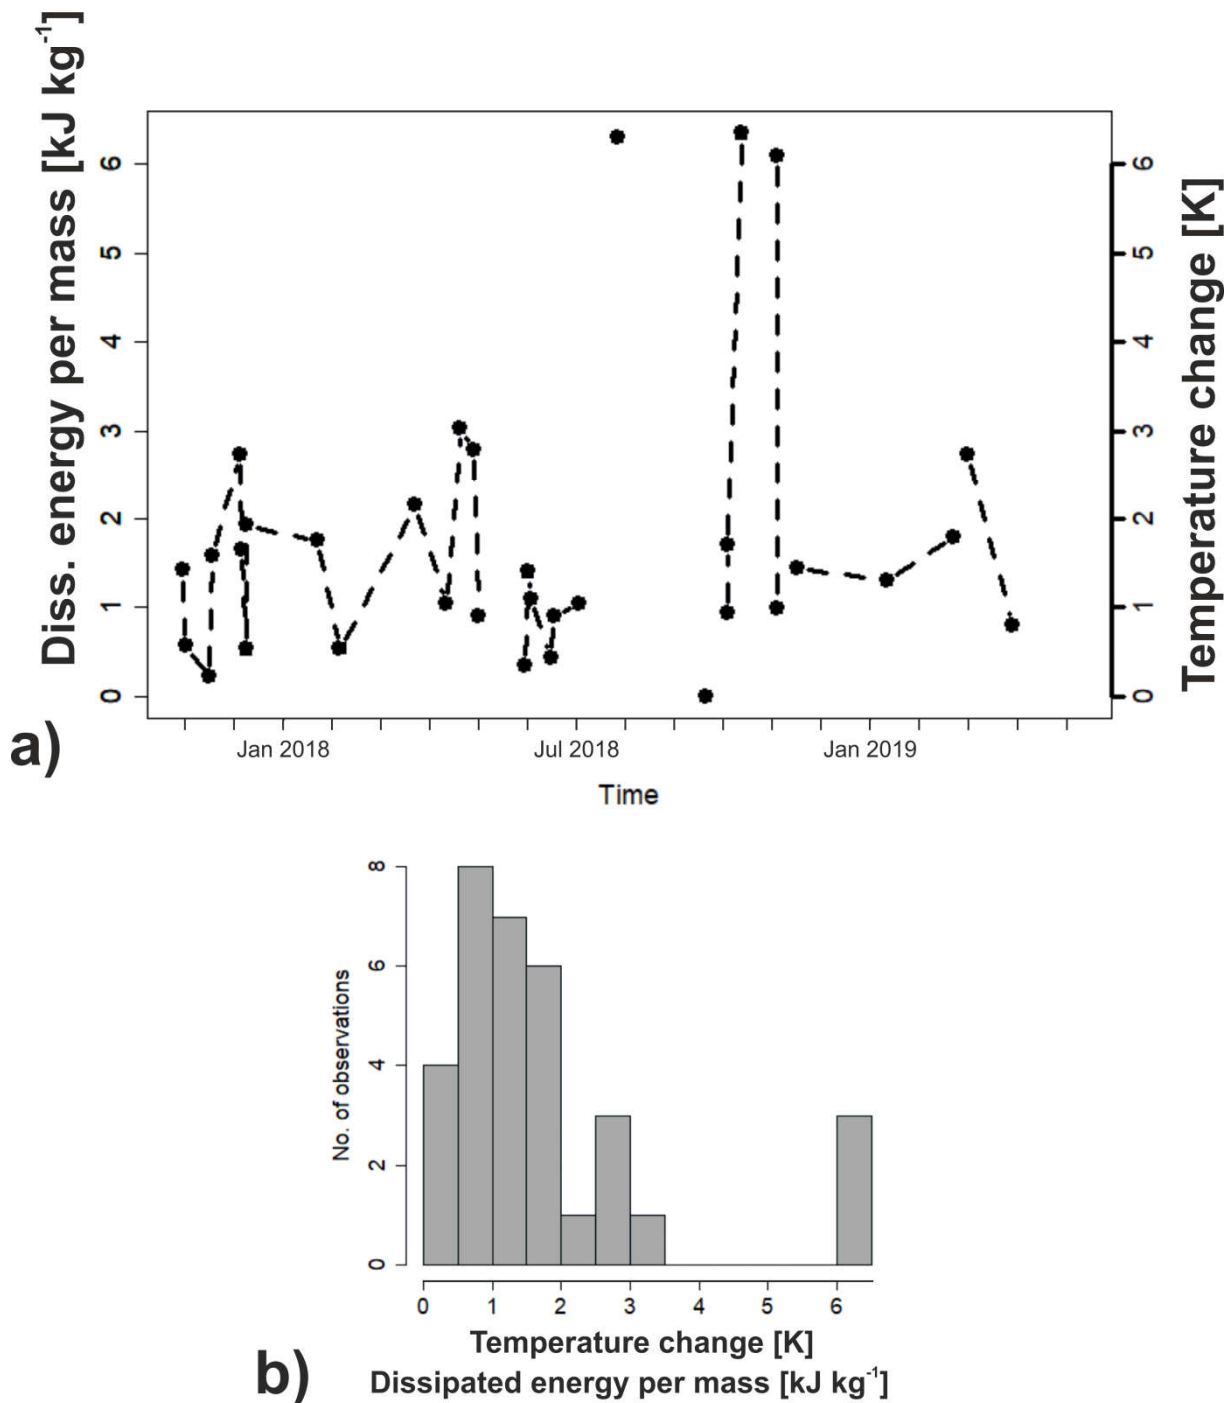 Diss. energy per mass [kJ kg⁻¹]
6
5
4
3
2
1
0
6
5
4
3
2
1
0
Temperature change [K]
Jan 2018
Jul 2018
Jan 2019
Time
a)
No. of observations
8
6
4
2
0
0 1 2 3 4 5 6
Temperature change [K]
Dissipated energy per mass [kJ kg⁻¹]
b)